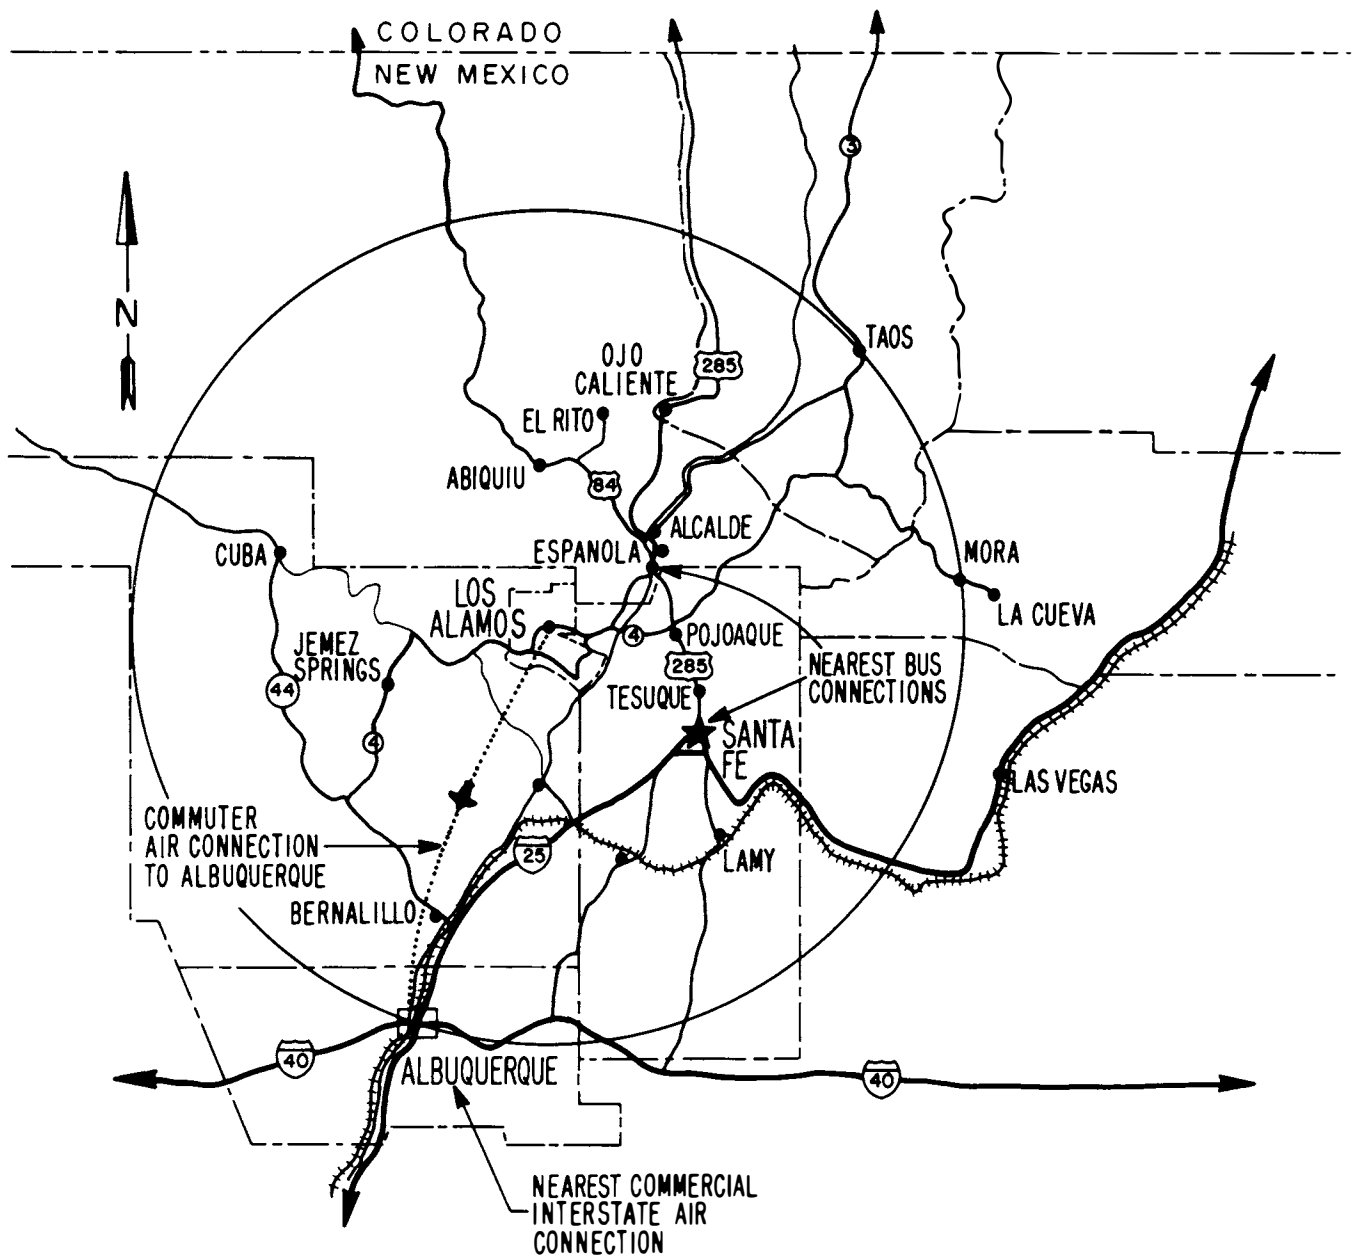 COLORADO
NEW MEXICO
3
N
TAOS
OJO
CALIENTE
285
EL RITO
ABIQUIU
84
ALCALDE
CUBA
ESPANOLA
MORA
LOS
ALAMOS
LA CUEVA
4
POJOAQUE
JEMEZ
SPRINGS
285
NEAREST BUS
CONNECTIONS
44
TESUQUE
4
SANTA
FE
LAS VEGAS
COMMUTER
AIR CONNECTION
TO ALBUQUERQUE
25
LAMY
BERNALILLO
40
ALBUQUERQUE
40
NEAREST COMMERCIAL
INTERSTATE AIR
CONNECTION